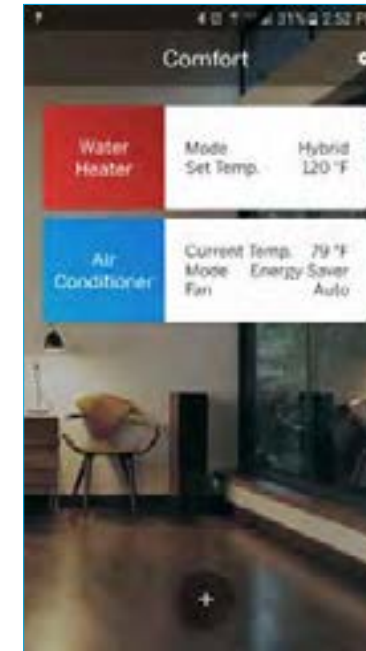 31% 2:52 PM
Comfort
Water
Heater
Mode Hybrid
Set Temp. 120 °F
Air
Conditioner
Current Temp. 79 °F
Mode Energy Saver
Fan Auto
+